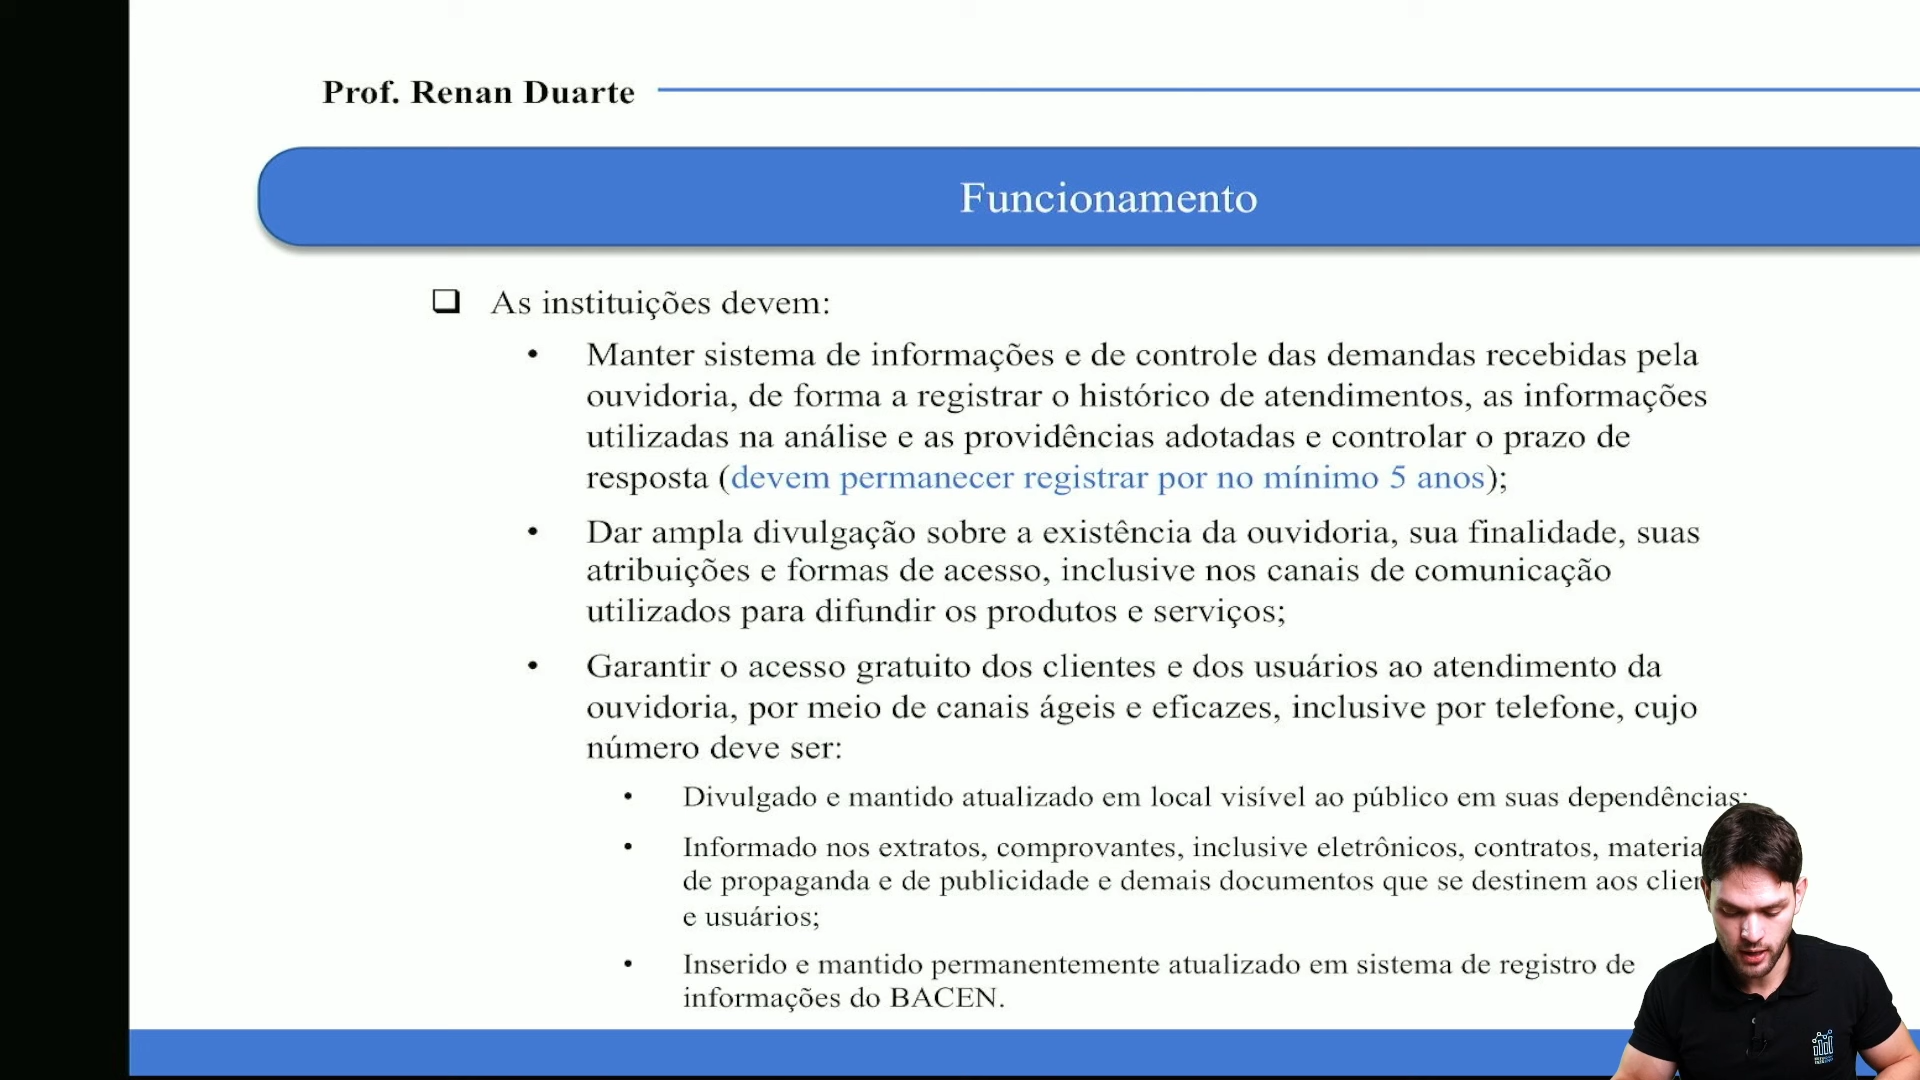 Prof. Renan Duarte
Funcionamento
❑ As instituições devem:
• Manter sistema de informações e de controle das demandas recebidas pela
ouvidoria, de forma a registrar o histórico de atendimentos, as informações
utilizadas na análise e as providências adotadas e controlar o prazo de
resposta (devem permanecer registrar por no mínimo 5 anos);
• Dar ampla divulgação sobre a existência da ouvidoria, sua finalidade, suas
atribuições e formas de acesso, inclusive nos canais de comunicação
utilizados para difundir os produtos e serviços;
• Garantir o acesso gratuito dos clientes e dos usuários ao atendimento da
ouvidoria, por meio de canais ágeis e eficazes, inclusive por telefone, cujo
número deve ser:
• Divulgado e mantido atualizado em local visível ao público em suas dependências;
• Informado nos extratos, comprovantes, inclusive eletrônicos, contratos,
de propaganda e de publicidade e demais documentos que se destinem aos
e usuários;
• Inserido e mantido permanentemente atualizado em sistema de registro de
informações do BACEN.